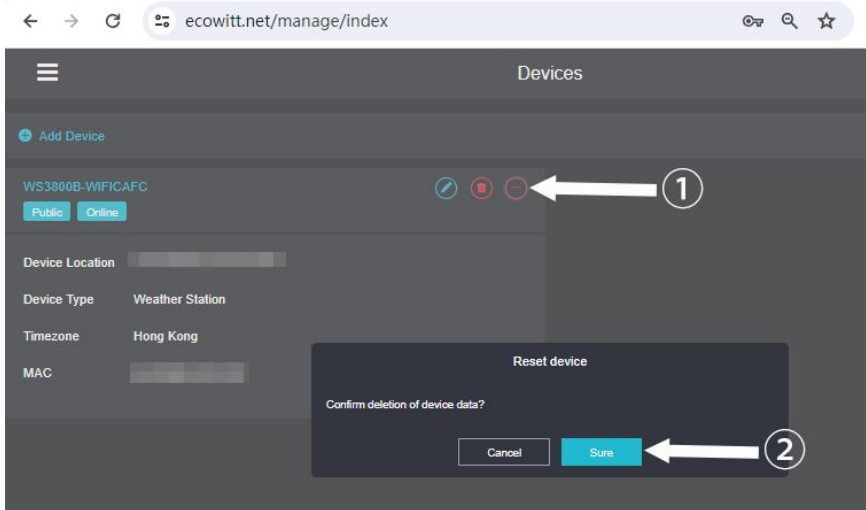 ecowitt.net/manage/index
Devices
Add Device
WS3800B-WIFICAFC
1
Public Online
Device Location
Device Type Weather Station
Timezone Hong Kong
MAC
Reset device
Confirm deletion of device data?
Cancel Sure
2